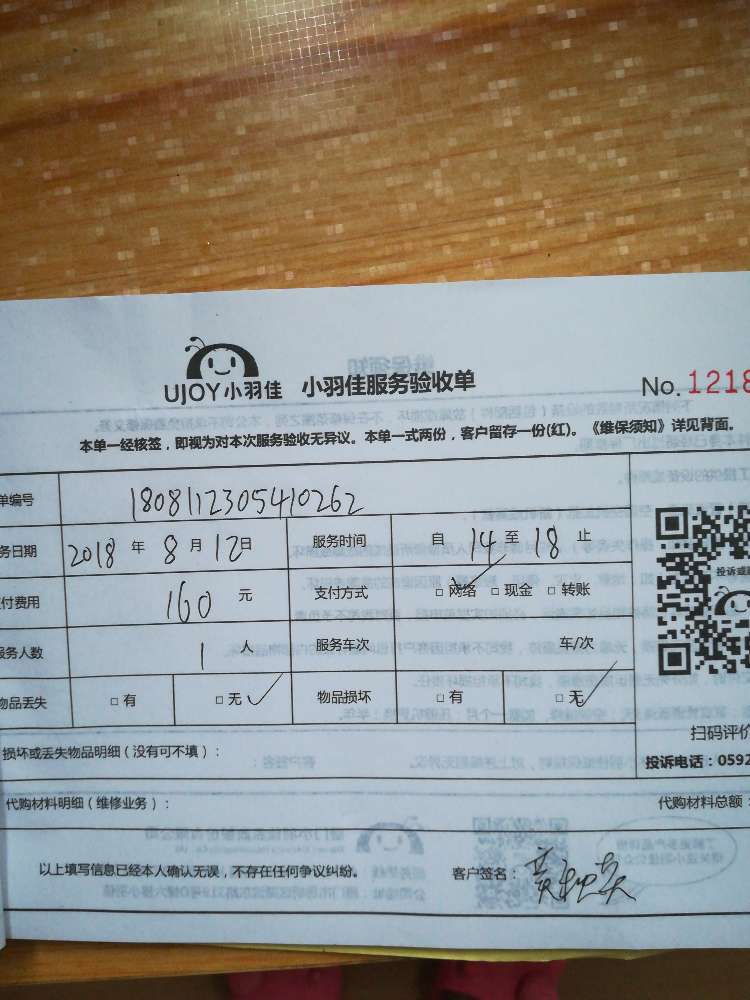 UJOY小羽佳 小羽佳服务验收单 No. 1218
本单一经核签，即视为对本次服务验收无异议。本单一式两份，客户留存一份(红)。《维保须知》详见背面。
单编号 1808112305410262
务日期 2018 年 8 月 12 日 服务时间 自 14 至 18 止
付费用 160 元 支付方式 □ 网络 □ 现金 □ 转账
服务人数 1 人 服务车次 车/次
物品丢失 □ 有 □ 无 ✓ 物品损坏 □ 有 □ 无 ✓
投诉或
扫码评价
损坏或丢失物品明细（没有可不填）： 投诉电话：0592
代购材料明细（维修业务）： 代购材料总额：
以上填写信息已经本人确认无误，不存在任何争议纠纷。 客户签名：